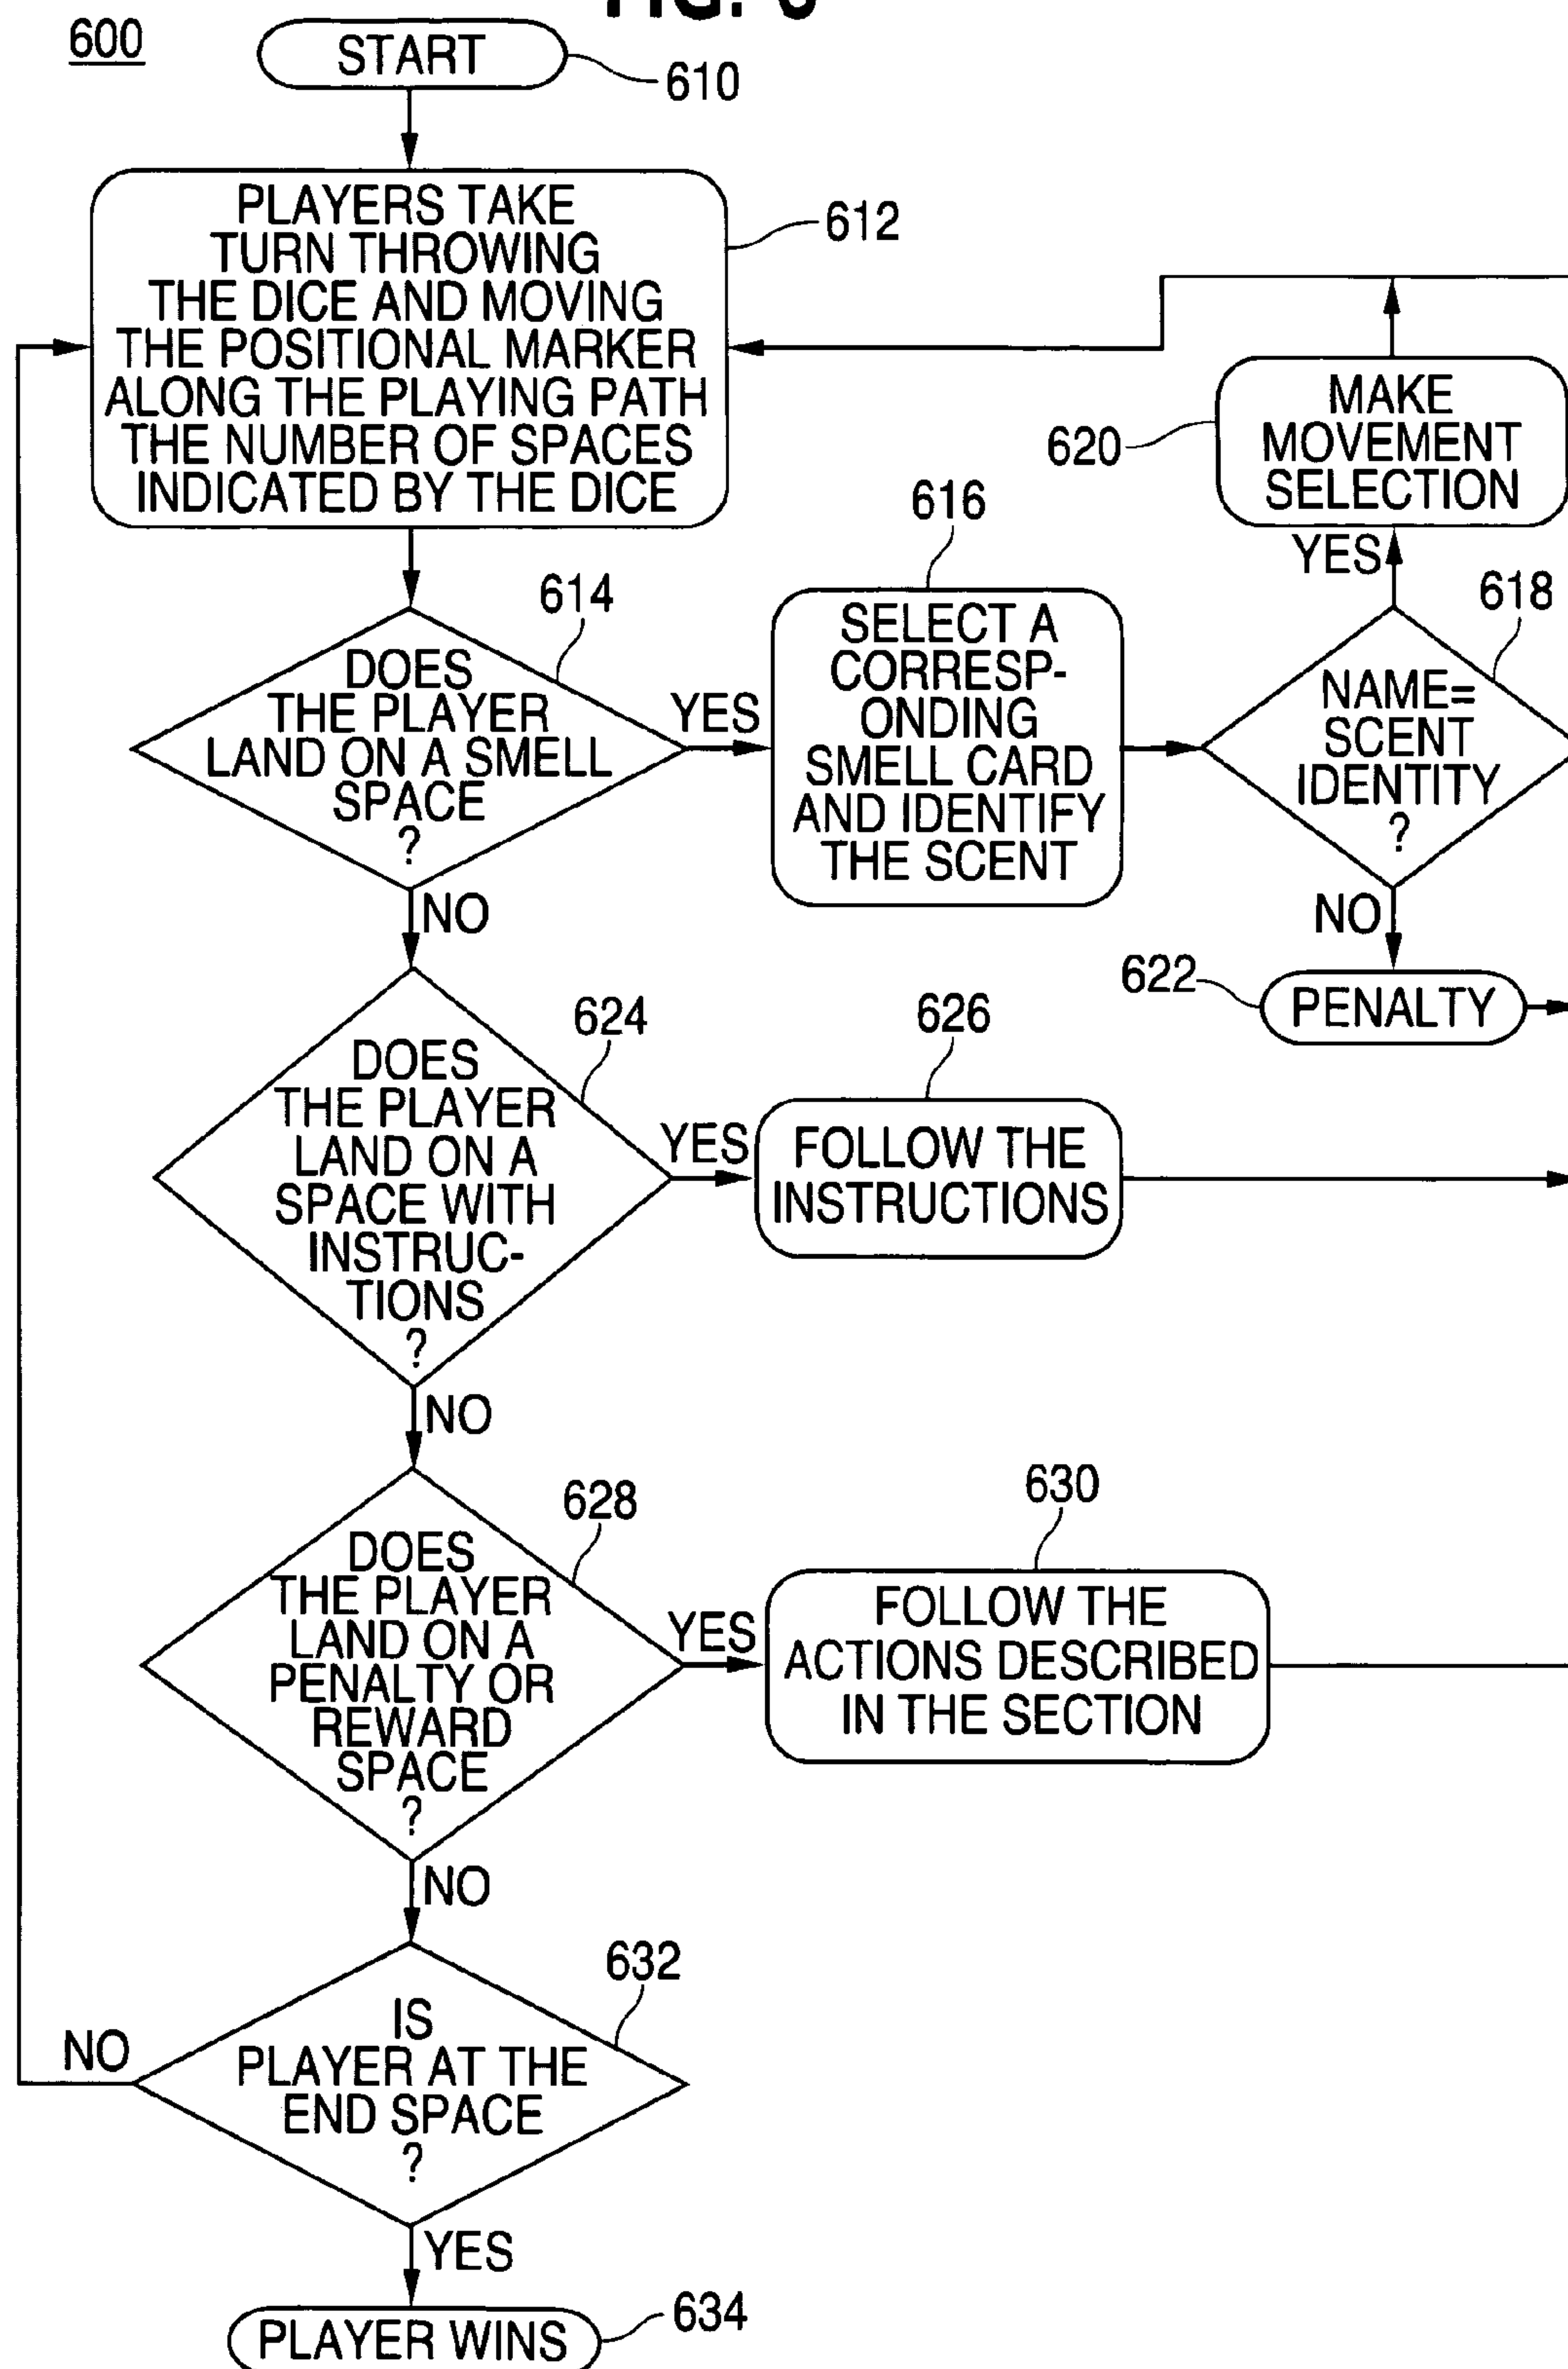 600
START
610
PLAYERS TAKE
TURN THROWING
THE DICE AND MOVING
THE POSITIONAL MARKER
ALONG THE PLAYING PATH
THE NUMBER OF SPACES
INDICATED BY THE DICE
612
MAKE
MOVEMENT
SELECTION
620
YES
614
DOES
THE PLAYER
LAND ON A SMELL
SPACE
?
YES
616
SELECT A
CORRESP-
ONDING
SMELL CARD
AND IDENTIFY
THE SCENT
618
NAME=
SCENT
IDENTITY
?
NO
NO
622
PENALTY
624
DOES
THE PLAYER
LAND ON A
SPACE WITH
INSTRUC-
TIONS
?
YES
626
FOLLOW THE
INSTRUCTIONS
NO
628
DOES
THE PLAYER
LAND ON A
PENALTY OR
REWARD
SPACE
?
YES
630
FOLLOW THE
ACTIONS DESCRIBED
IN THE SECTION
NO
632
IS
PLAYER AT THE
END SPACE
?
NO
YES
PLAYER WINS
634